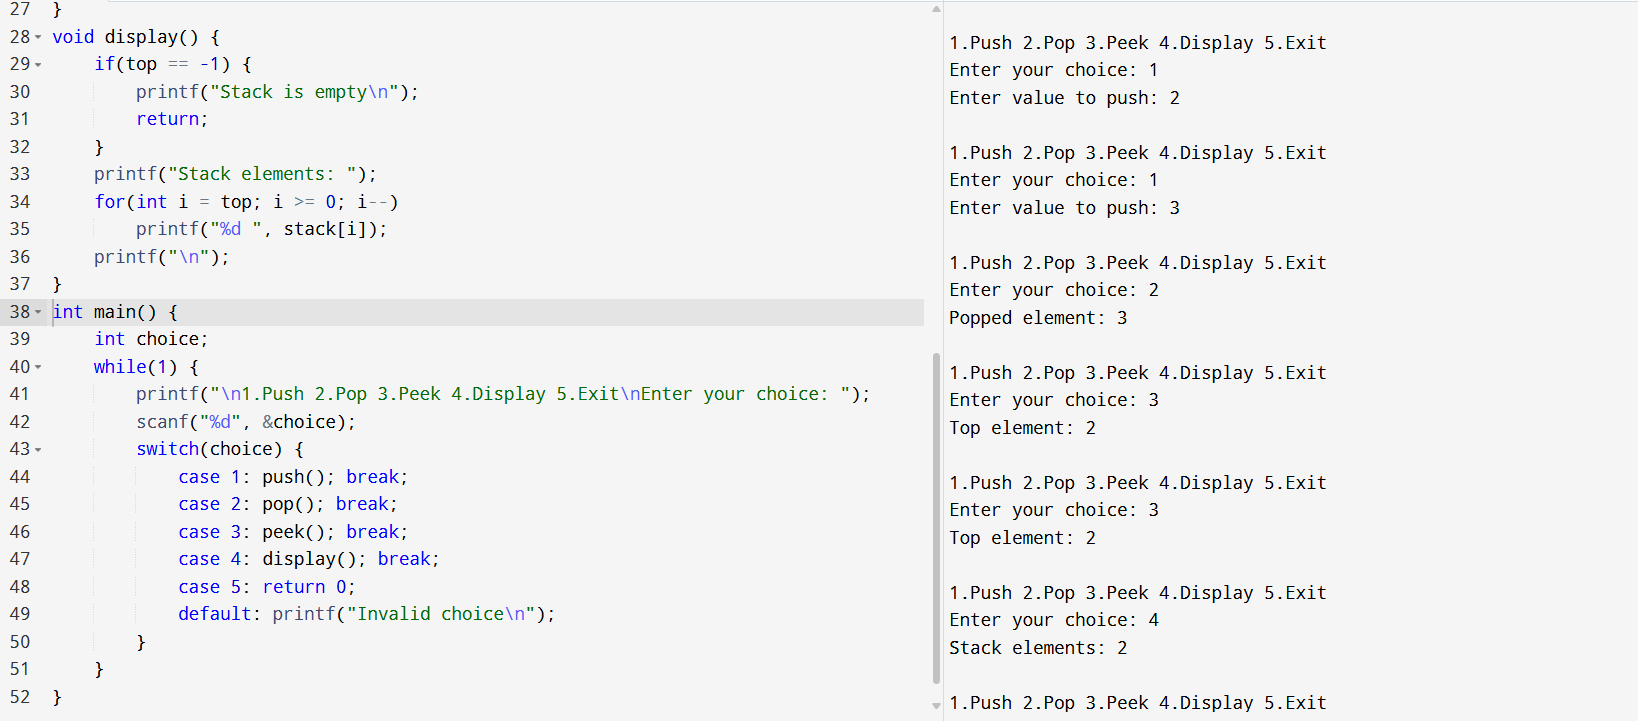 27 }
28 void display() {
29 if(top == -1) {
30 printf("Stack is empty\n");
31 return;
32 }
33 printf("Stack elements: ");
34 for(int i = top; i >= 0; i--)
35 printf("%d ", stack[i]);
36 printf("\n");
37 }
38 int main() {
39 int choice;
40 while(1) {
41 printf("\n1.Push 2.Pop 3.Peek 4.Display 5.Exit\nEnter your choice: ");
42 scanf("%d", &choice);
43 switch(choice) {
44 case 1: push(); break;
45 case 2: pop(); break;
46 case 3: peek(); break;
47 case 4: display(); break;
48 case 5: return 0;
49 default: printf("Invalid choice\n");
50 }
51 }
52 }
1.Push 2.Pop 3.Peek 4.Display 5.Exit
Enter your choice: 1
Enter value to push: 2
1.Push 2.Pop 3.Peek 4.Display 5.Exit
Enter your choice: 1
Enter value to push: 3
1.Push 2.Pop 3.Peek 4.Display 5.Exit
Enter your choice: 2
Popped element: 3
1.Push 2.Pop 3.Peek 4.Display 5.Exit
Enter your choice: 3
Top element: 2
1.Push 2.Pop 3.Peek 4.Display 5.Exit
Enter your choice: 3
Top element: 2
1.Push 2.Pop 3.Peek 4.Display 5.Exit
Enter your choice: 4
Stack elements: 2
1.Push 2.Pop 3.Peek 4.Display 5.Exit